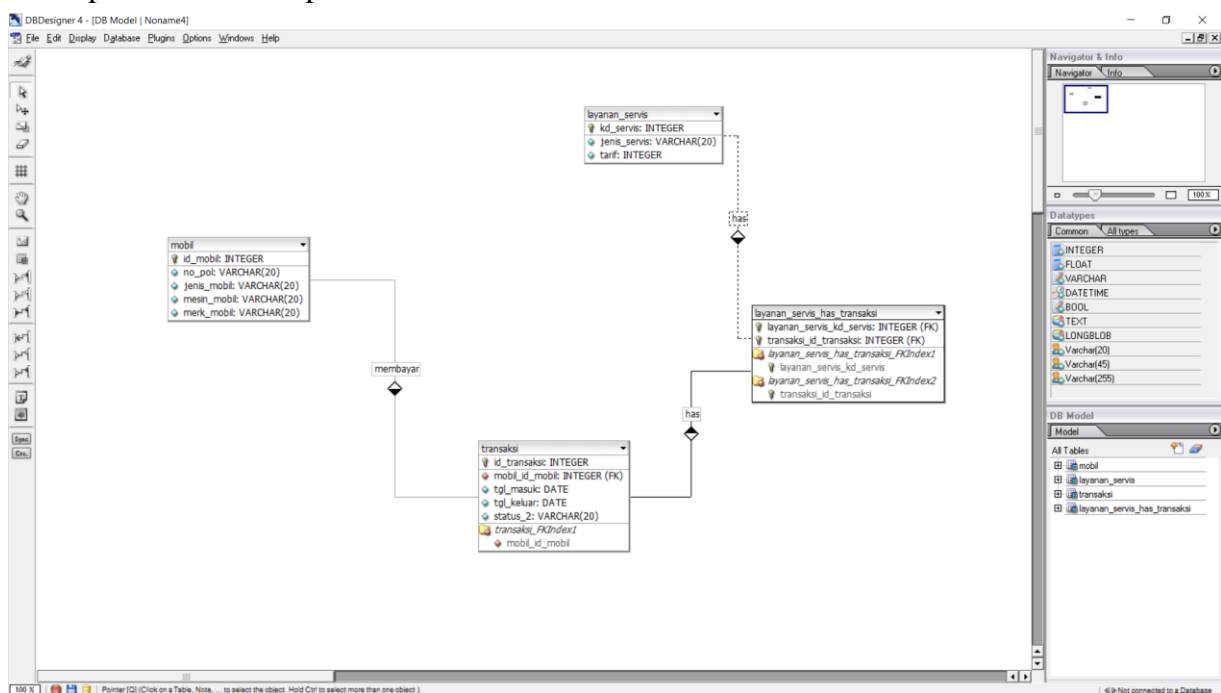 DBDesigner 4 - [DB Model | Noname4]
File Edit Display Database Plugins Options Windows Help
layanan_servis
kd_servis: INTEGER
jenis_servis: VARCHAR(20)
tarif: INTEGER
has
mobil
id_mobil: INTEGER
no_pol: VARCHAR(20)
jenis_mobil: VARCHAR(20)
mesin_mobil: VARCHAR(20)
merk_mobil: VARCHAR(20)
layanan_servis_has_transaksi
layanan_servis_kd_servis: INTEGER (FK)
transaksi_id_transaksi: INTEGER (FK)
layanan_servis_has_transaksi_FKIndex1
layanan_servis_kd_servis
layanan_servis_has_transaksi_FKIndex2
transaksi_id_transaksi
membayar
has
transaksi
id_transaksi: INTEGER
mobil_id_mobil: INTEGER (FK)
tgl_masuk: DATE
tgl_keluar: DATE
status_2: VARCHAR(20)
transaksi_FKIndex1
mobil_id_mobil
Sync
Navigator & Info
Navigator Info
100%
Datatypes
Common All types
INTEGER
FLOAT
VARCHAR
DATETIME
BOOL
TEXT
LONGBLOB
Varchar(20)
Varchar(45)
Varchar(255)
DB Model
Model
All Tables
mobil
layanan_servis
transaksi
layanan_servis_has_transaksi
100 % Pointer [Q] (Click on a Table, Note, ... to select the object. Hold Ctrl to select more than one object.) Not connected to a Database